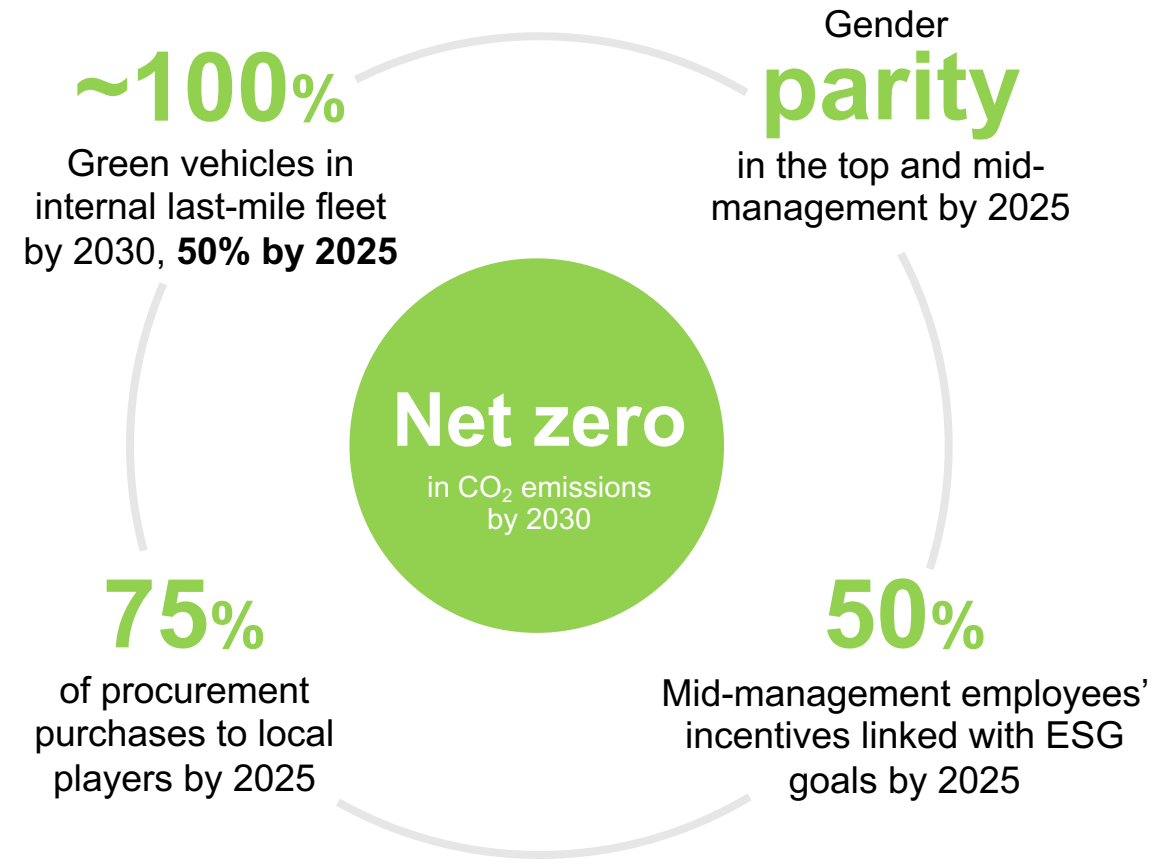 ~100%
Green vehicles in
internal last-mile fleet
by 2030, 50% by 2025
Gender
parity
in the top and mid-
management by 2025
Net zero
in CO₂ emissions
by 2030
75%
of procurement
purchases to local
players by 2025
50%
Mid-management employees’
incentives linked with ESG
goals by 2025